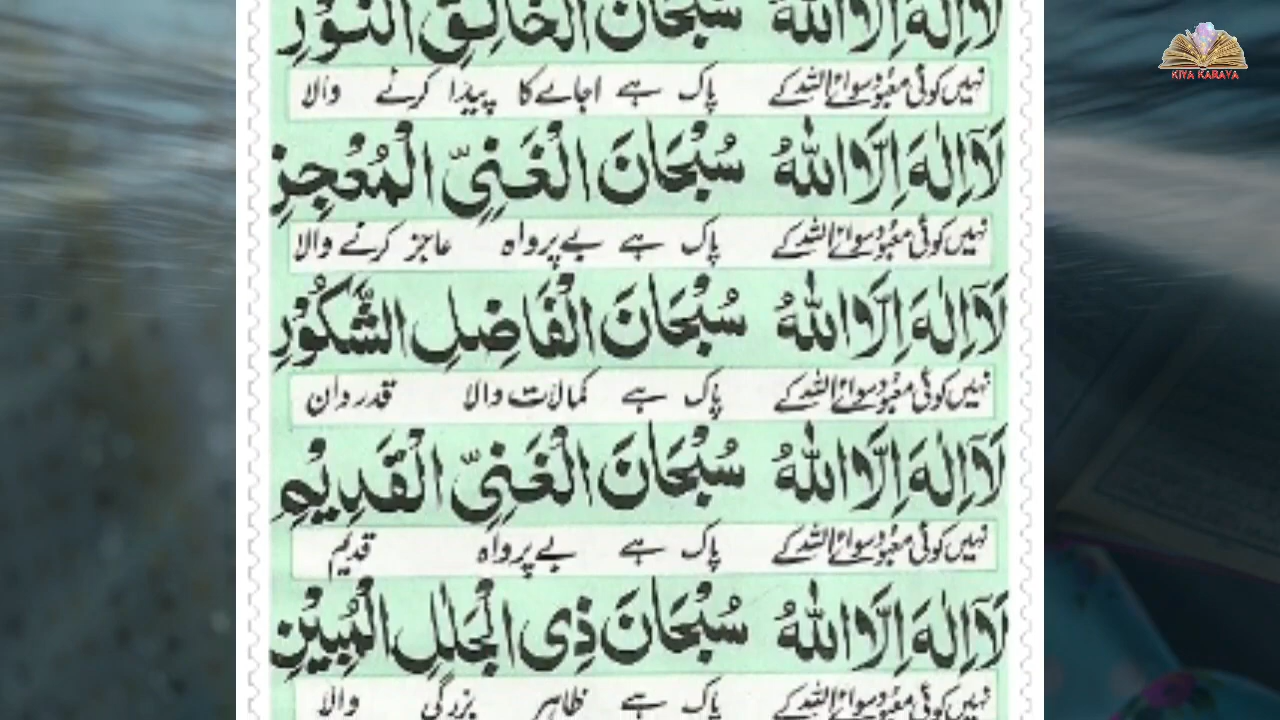 لَآ اِلٰهَ اِلَّا اللّٰهُ سُبْحَانَ الْخَالِقِ النُّوْرِ
نہیں کوئی معبود سوائے اللہ کے پاک ہے اجالے کا پیدا کرنے والا
لَآ اِلٰهَ اِلَّا اللّٰهُ سُبْحَانَ الْغَنِیِّ الْمُعْجِزِ
نہیں کوئی معبود سوائے اللہ کے پاک ہے بے پرواہ عاجز کرنے والا
لَآ اِلٰهَ اِلَّا اللّٰهُ سُبْحَانَ الْفَاضِلِ الشَّكُوْرِ
نہیں کوئی معبود سوائے اللہ کے پاک ہے کمالات والا قدردان
لَآ اِلٰهَ اِلَّا اللّٰهُ سُبْحَانَ الْغَنِیِّ الْقَدِیْمِ
نہیں کوئی معبود سوائے اللہ کے پاک ہے بے پرواہ قدیم
لَآ اِلٰهَ اِلَّا اللّٰهُ سُبْحَانَ ذِی الْجَلٰلِ الْمُبِیْنِ
نہیں کوئی معبود سوائے اللہ کے پاک ہے ظاہر بزرگی والا
KIYA KARAYA